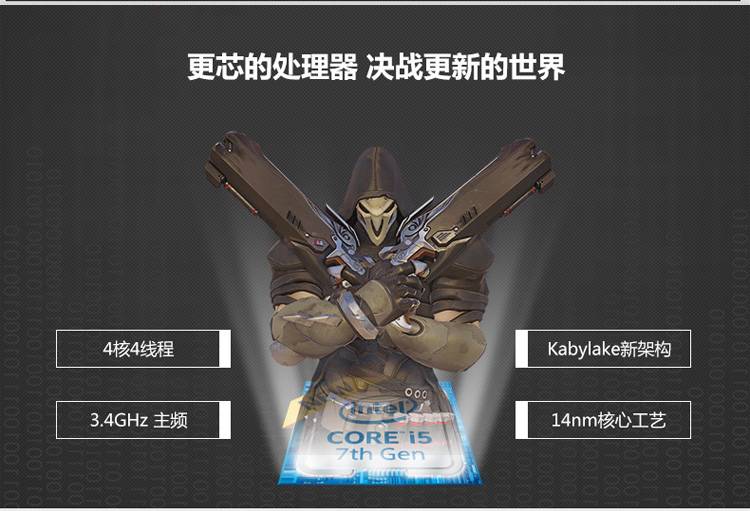 更芯的处理器 决战更新的世界
4核4线程
Kabylake新架构
3.4GHz 主频
14nm核心工艺
intel
CORE i5
7th Gen